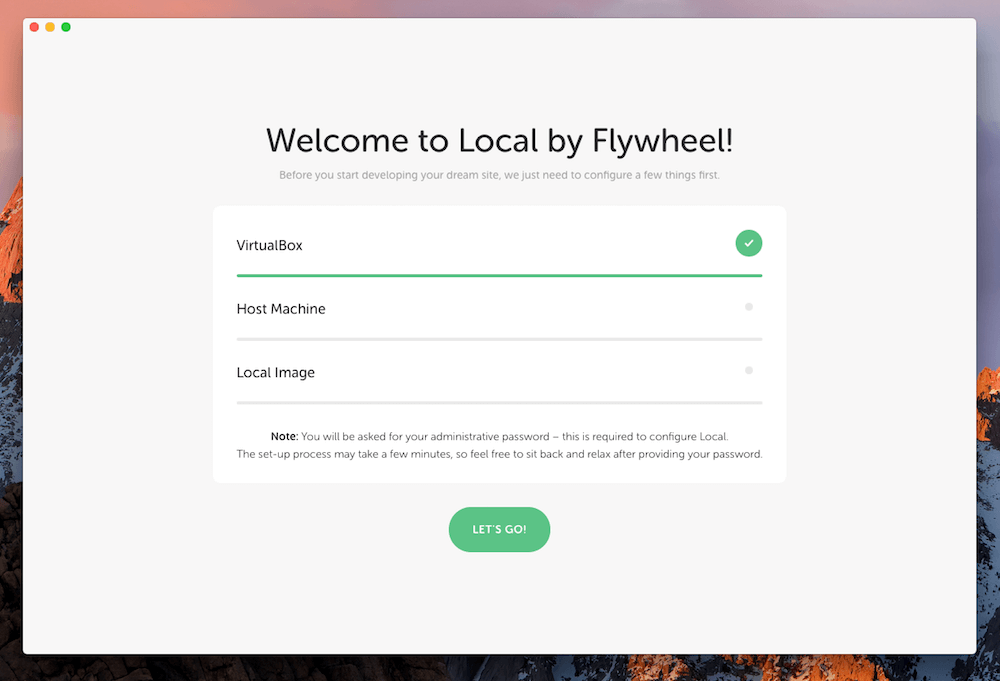 Welcome to Local by Flywheel!
Before you start developing your dream site, we just need to configure a few things first.
VirtualBox
Host Machine
Local Image
Note: You will be asked for your administrative password – this is required to configure Local.
The set-up process may take a few minutes, so feel free to sit back and relax after providing your password.
LET'S GO!